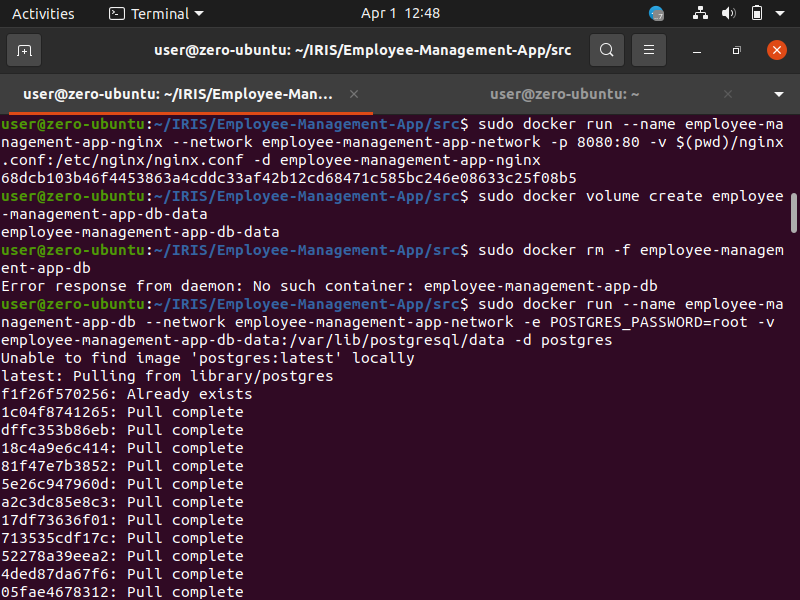 Activities
Terminal
Apr 1 12:48
user@zero-ubuntu: ~/IRIS/Employee-Management-App/src
user@zero-ubuntu: ~/IRIS/Employee-Man...
user@zero-ubuntu: ~
user@zero-ubuntu:~/IRIS/Employee-Management-App/src$ sudo docker run --name employee-ma
nagement-app-nginx --network employee-management-app-network -p 8080:80 -v $(pwd)/nginx
.conf:/etc/nginx/nginx.conf -d employee-management-app-nginx
68dcb103b46f4453863a4cddc33af42b12cd68471c585bc246e08633c25f08b5
user@zero-ubuntu:~/IRIS/Employee-Management-App/src$ sudo docker volume create employee
-management-app-db-data
employee-management-app-db-data
user@zero-ubuntu:~/IRIS/Employee-Management-App/src$ sudo docker rm -f employee-managem
ent-app-db
Error response from daemon: No such container: employee-management-app-db
user@zero-ubuntu:~/IRIS/Employee-Management-App/src$ sudo docker run --name employee-ma
nagement-app-db --network employee-management-app-network -e POSTGRES_PASSWORD=root -v
employee-management-app-db-data:/var/lib/postgresql/data -d postgres
Unable to find image 'postgres:latest' locally
latest: Pulling from library/postgres
f1f26f570256: Already exists
1c04f8741265: Pull complete
dffc353b86eb: Pull complete
18c4a9e6c414: Pull complete
81f47e7b3852: Pull complete
5e26c947960d: Pull complete
a2c3dc85e8c3: Pull complete
17df73636f01: Pull complete
713535cdf17c: Pull complete
52278a39eea2: Pull complete
4ded87da67f6: Pull complete
05fae4678312: Pull complete